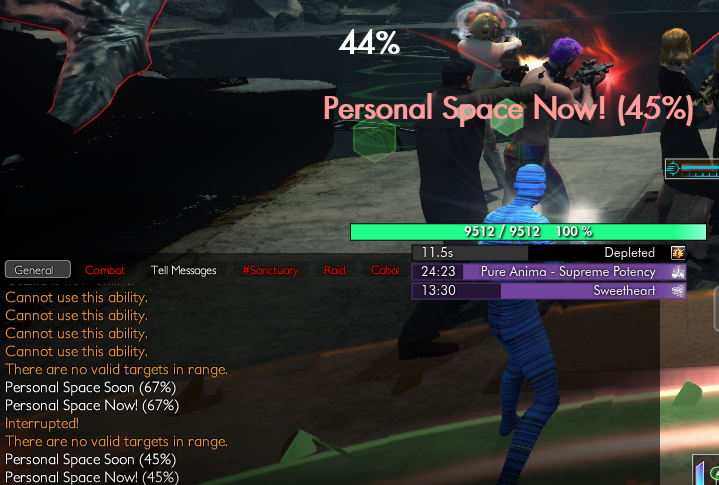 44%
Personal Space Now! (45%)
9512 / 9512 100 %
11.5s Depleted
24:23 Pure Anima - Supreme Potency
13:30 Sweetheart
General Combat Tell Messages #Sanctuary Raid Cabal
Cannot use this ability.
Cannot use this ability.
Cannot use this ability.
Cannot use this ability.
There are no valid targets in range.
Personal Space Soon (67%)
Personal Space Now! (67%)
Interrupted!
There are no valid targets in range.
Personal Space Soon (45%)
Personal Space Now! (45%)